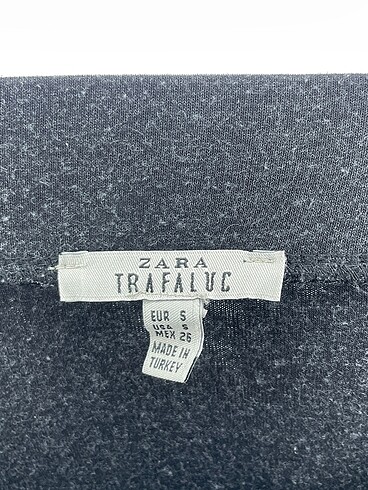 ZARA
TRAFALUC
EUR S
USA S
MEX 26
MADE IN
TURKEY